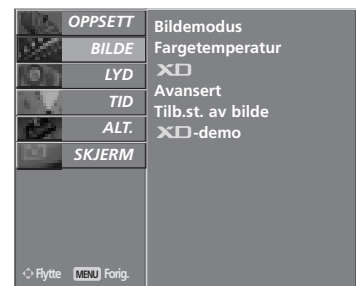 OPPSETT
BILDE
LYD
TID
ALT.
SKJERM
Flytte MENU Forig.
Bildemodus
Fargetemperatur
XD
Avansert
Tilb.st. av bilde
XD-demo